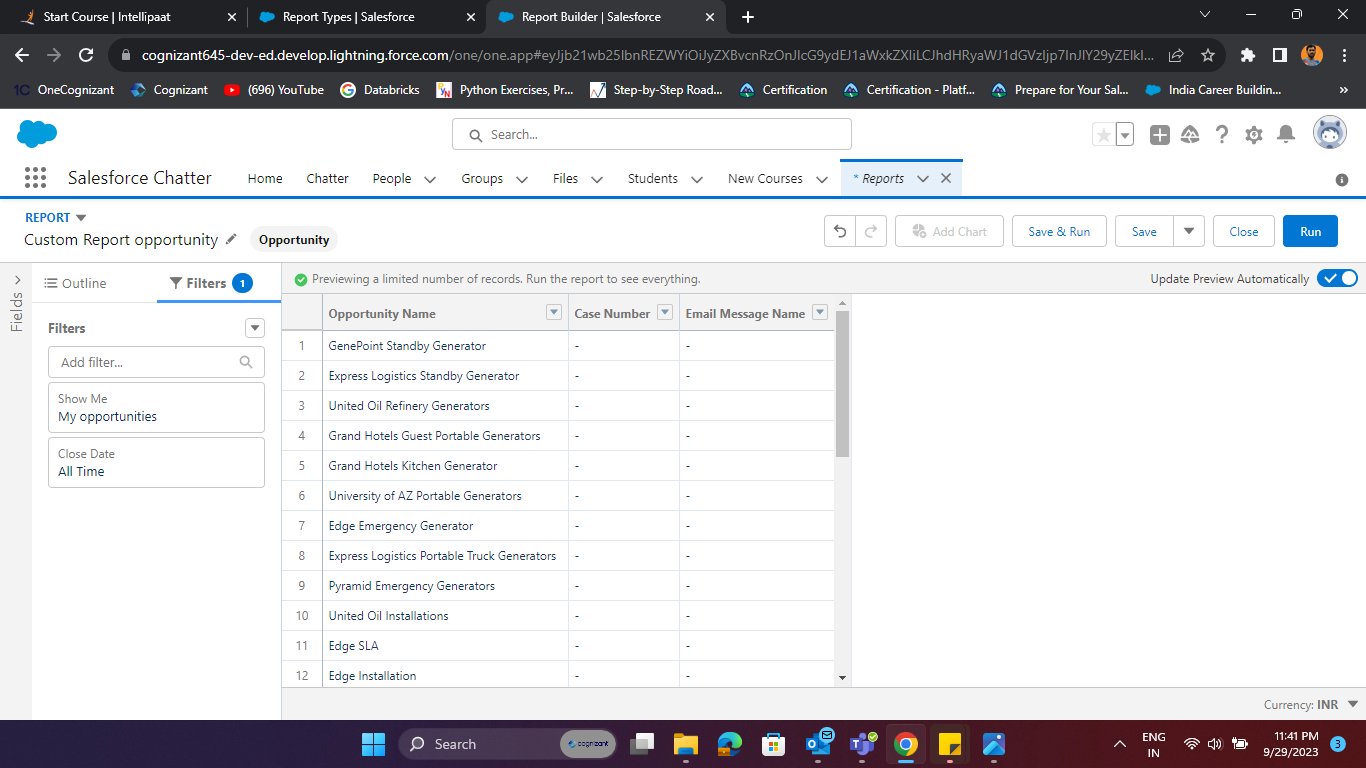 Start Course | Intellipaat
Report Types | Salesforce
Report Builder | Salesforce
cognizant645-dev-ed.develop.lightning.force.com/one/one.app#
OneCognizant
Cognizant
(696) YouTube
Databricks
Python Exercises, Pr...
Step-by-Step Road...
Certification
Certification - Platf...
Prepare for Your Sal...
India Career Buildin...
Search...
Salesforce Chatter
Home
Chatter
People
Groups
Files
Students
New Courses
* Reports
REPORT
Custom Report opportunity
Opportunity
Add Chart
Save & Run
Save
Close
Run
Fields
Outline
Filters 1
Previewing a limited number of records. Run the report to see everything.
Update Preview Automatically
Filters
Add filter...
Show Me
My opportunities
Close Date
All Time
Opportunity Name Case Number Email Message Name
1 GenePoint Standby Generator - -
2 Express Logistics Standby Generator - -
3 United Oil Refinery Generators - -
4 Grand Hotels Guest Portable Generators - -
5 Grand Hotels Kitchen Generator - -
6 University of AZ Portable Generators - -
7 Edge Emergency Generator - -
8 Express Logistics Portable Truck Generators - -
9 Pyramid Emergency Generators - -
10 United Oil Installations - -
11 Edge SLA - -
12 Edge Installation - -
Currency: INR
Search
cognizant
ENG
IN
11:41 PM
9/29/2023
3